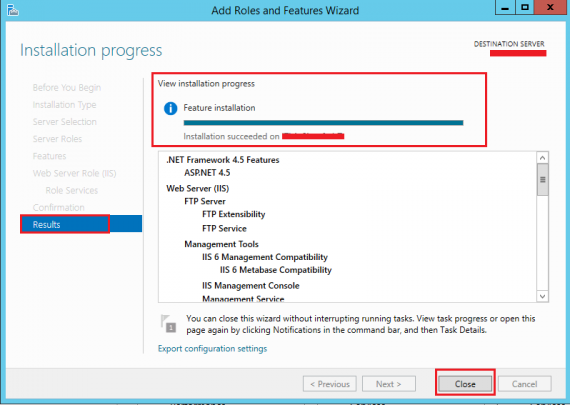 Add Roles and Features Wizard
Installation progress
DESTINATION SERVER
Before You Begin
Installation Type
Server Selection
Server Roles
Features
Web Server Role (IIS)
Role Services
Confirmation
Results
View installation progress
Feature installation
Installation succeeded on
.NET Framework 4.5 Features
ASP.NET 4.5
Web Server (IIS)
FTP Server
FTP Extensibility
FTP Service
Management Tools
IIS 6 Management Compatibility
IIS 6 Metabase Compatibility
IIS Management Console
Management Service
1
You can close this wizard without interrupting running tasks. View task progress or open this
page again by clicking Notifications in the command bar, and then Task Details.
Export configuration settings
< Previous
Next >
Close
Cancel